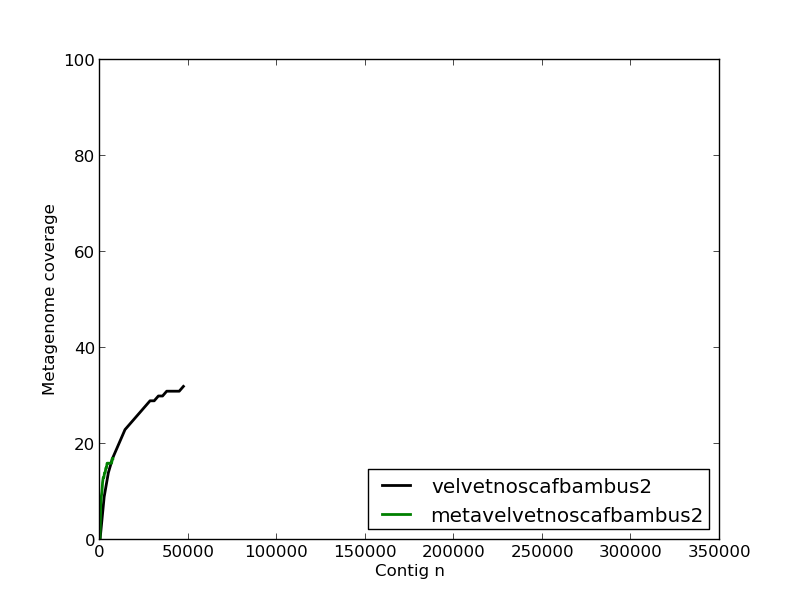 100
80
60
40
20
0
Metagenome coverage
velvetnoscafbambus2
metavelvetnoscafbambus2
0 50000 100000 150000 200000 250000 300000 350000
Contig n